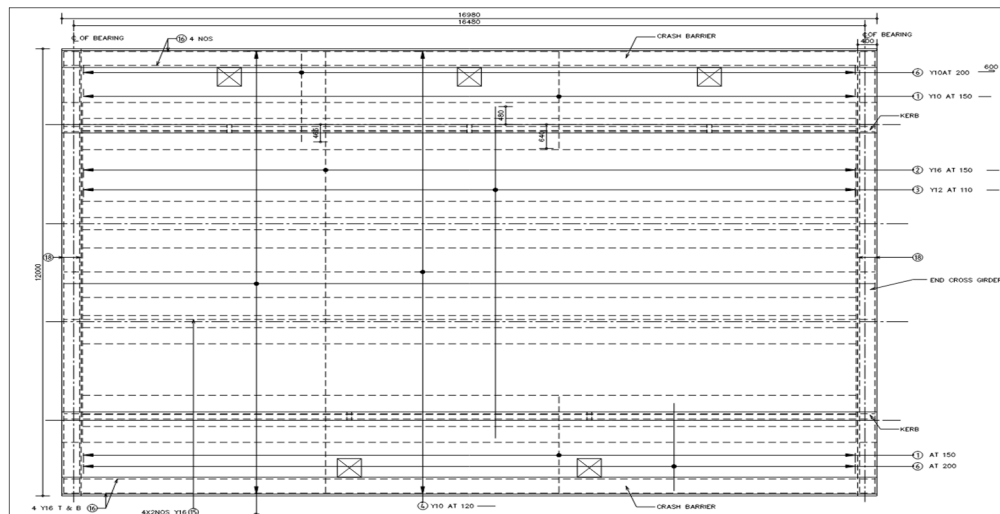 16980
16480
℄ OF BEARING
⑯ 4 NOS
CRASH BARRIER
℄ OF BEARING
400
600
⑥ Y10AT 200
① Y10 AT 150
480
465
640
KERB
② Y16 AT 150
③ Y12 AT 110
12000
⑱
⑱
END CROSS GIRDER
KERB
① AT 150
⑥ AT 200
4 Y16 T & B ⑯
4X2NOS Y16 ⑮
④ Y10 AT 120
CRASH BARRIER